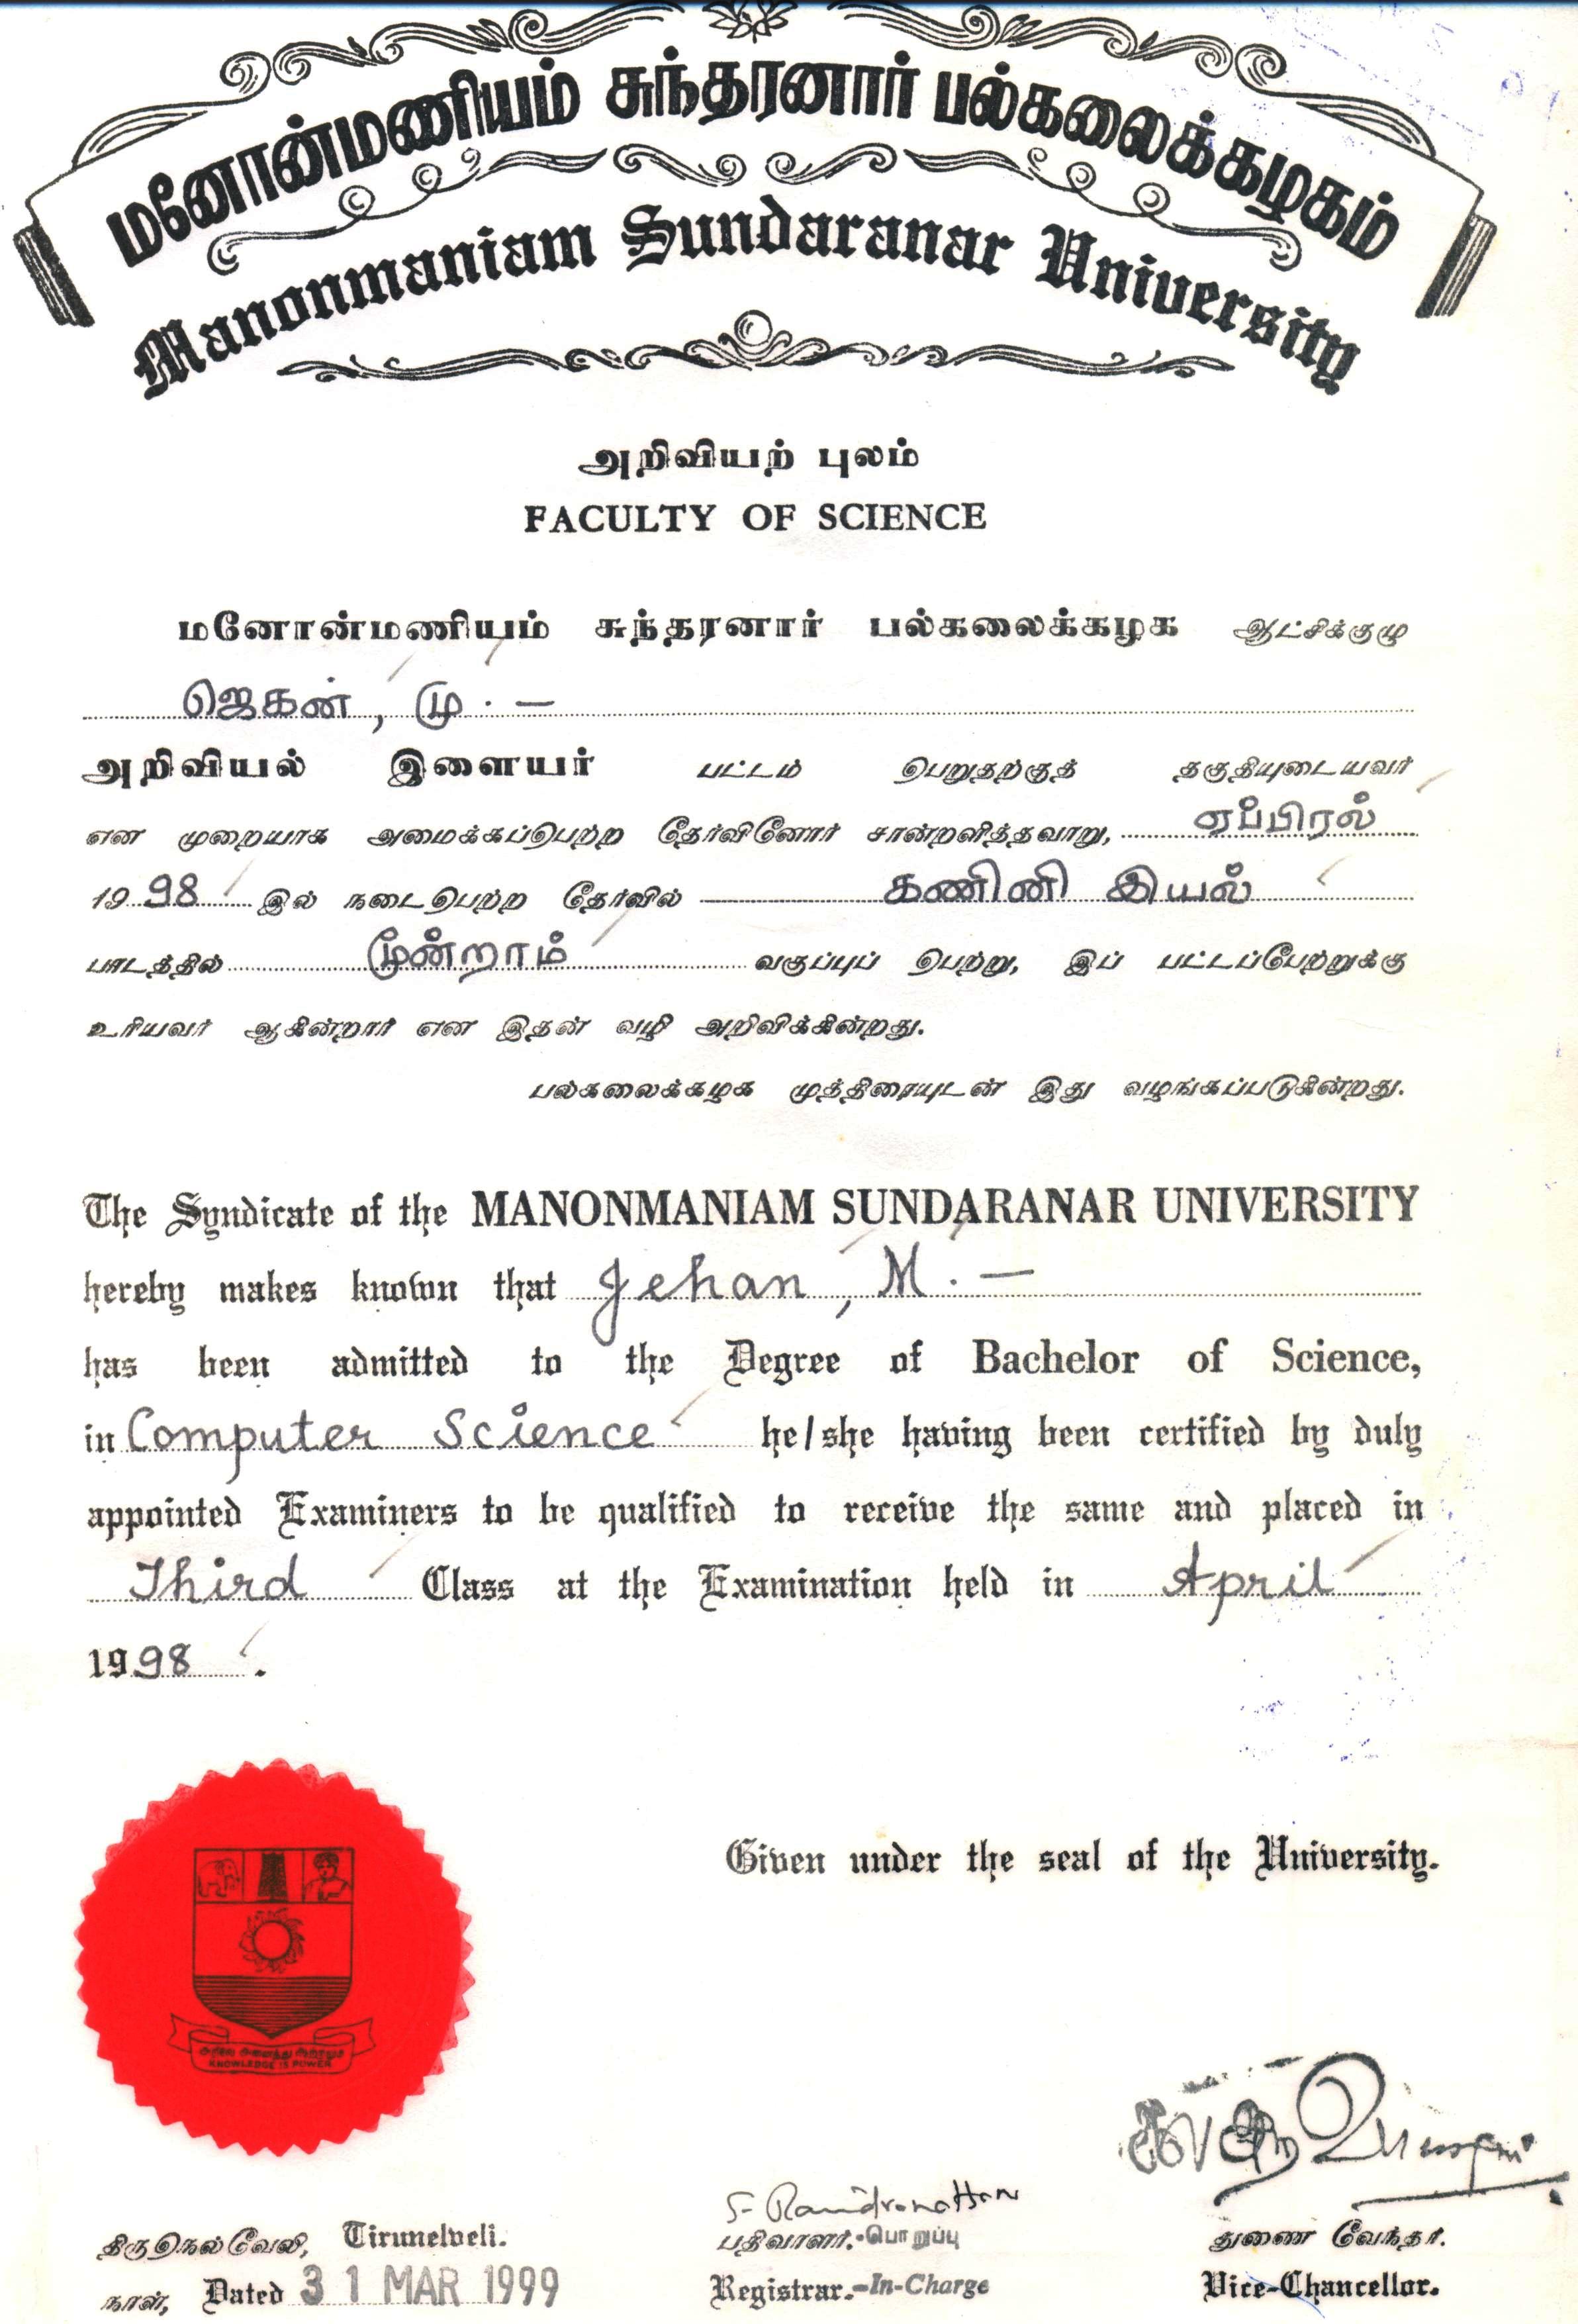 மனோன்மணியம் சுந்தரனார் பல்கலைக்கழகம்
Manonmaniam Sundaranar University
அறிவியற் புலம்
FACULTY OF SCIENCE
மனோன்மணியம் சுந்தரனார் பல்கலைக்கழக ஆட்சிக்குழு
ஜெகன், மு. —
அறிவியல் இளையர் பட்டம் பெறுதற்குத் தகுதியுடையவர்
என முறையாக அமைக்கப்பெற்ற தேர்வினோர் சான்றளித்தவாறு, ஏப்பிரல்
1998 இல் நடைபெற்ற தேர்வில் கணினி இயல்
பாடத்தில் மூன்றாம் வகுப்புப் பெற்று, இப் பட்டப்பேற்றுக்கு
உரியவர் ஆகின்றார் என இதன் வழி அறிவிக்கின்றது.
பல்கலைக்கழக முத்திரையுடன் இது வழங்கப்படுகின்றது.
The Syndicate of the MANONMANIAM SUNDARANAR UNIVERSITY
hereby makes known that Jehan, M. —
has been admitted to the Degree of Bachelor of Science,
in Computer Science he/she having been certified by duly
appointed Examiners to be qualified to receive the same and placed in
Third Class at the Examination held in April
1998.
Given under the seal of the University.
KNOWLEDGE IS POWER
திருநெல்வேலி, Tirunelveli.
நாள், Dated 31 MAR 1999
பதிவாளர்.-பொறுப்பு
Registrar.-In-Charge
துணை வேந்தர்.
Vice-Chancellor.